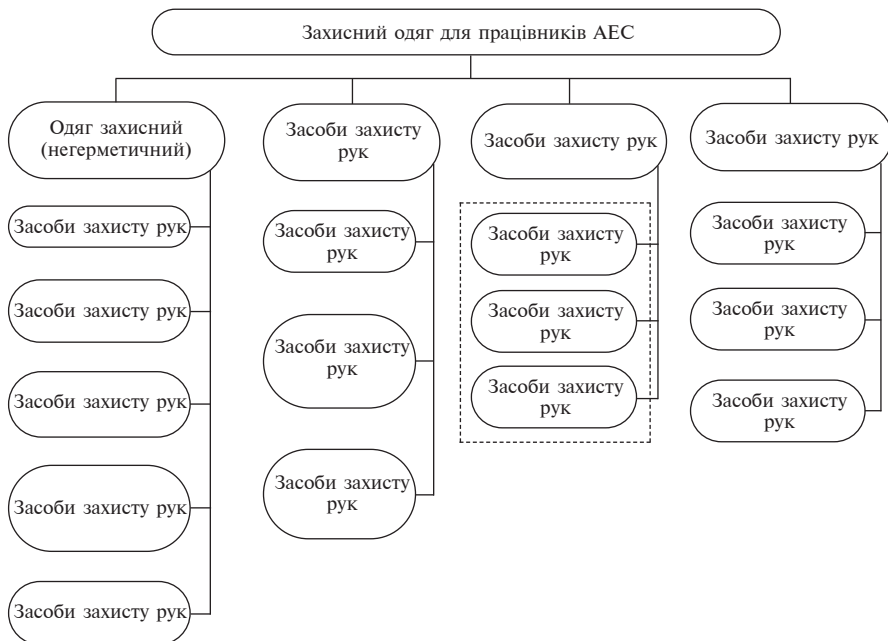 Захисний одяг для працівників АЕС
Одяг захисний
(негерметичний)
Засоби захисту рук
Засоби захисту рук
Засоби захисту рук
Засоби захисту рук
Засоби захисту рук
Засоби захисту
рук
Засоби захисту
рук
Засоби захисту
рук
Засоби захисту
рук
Засоби захисту рук
Засоби захисту
рук
Засоби захисту
рук
Засоби захисту
рук
Засоби захисту рук
Засоби захисту
рук
Засоби захисту
рук
Засоби захисту
рук